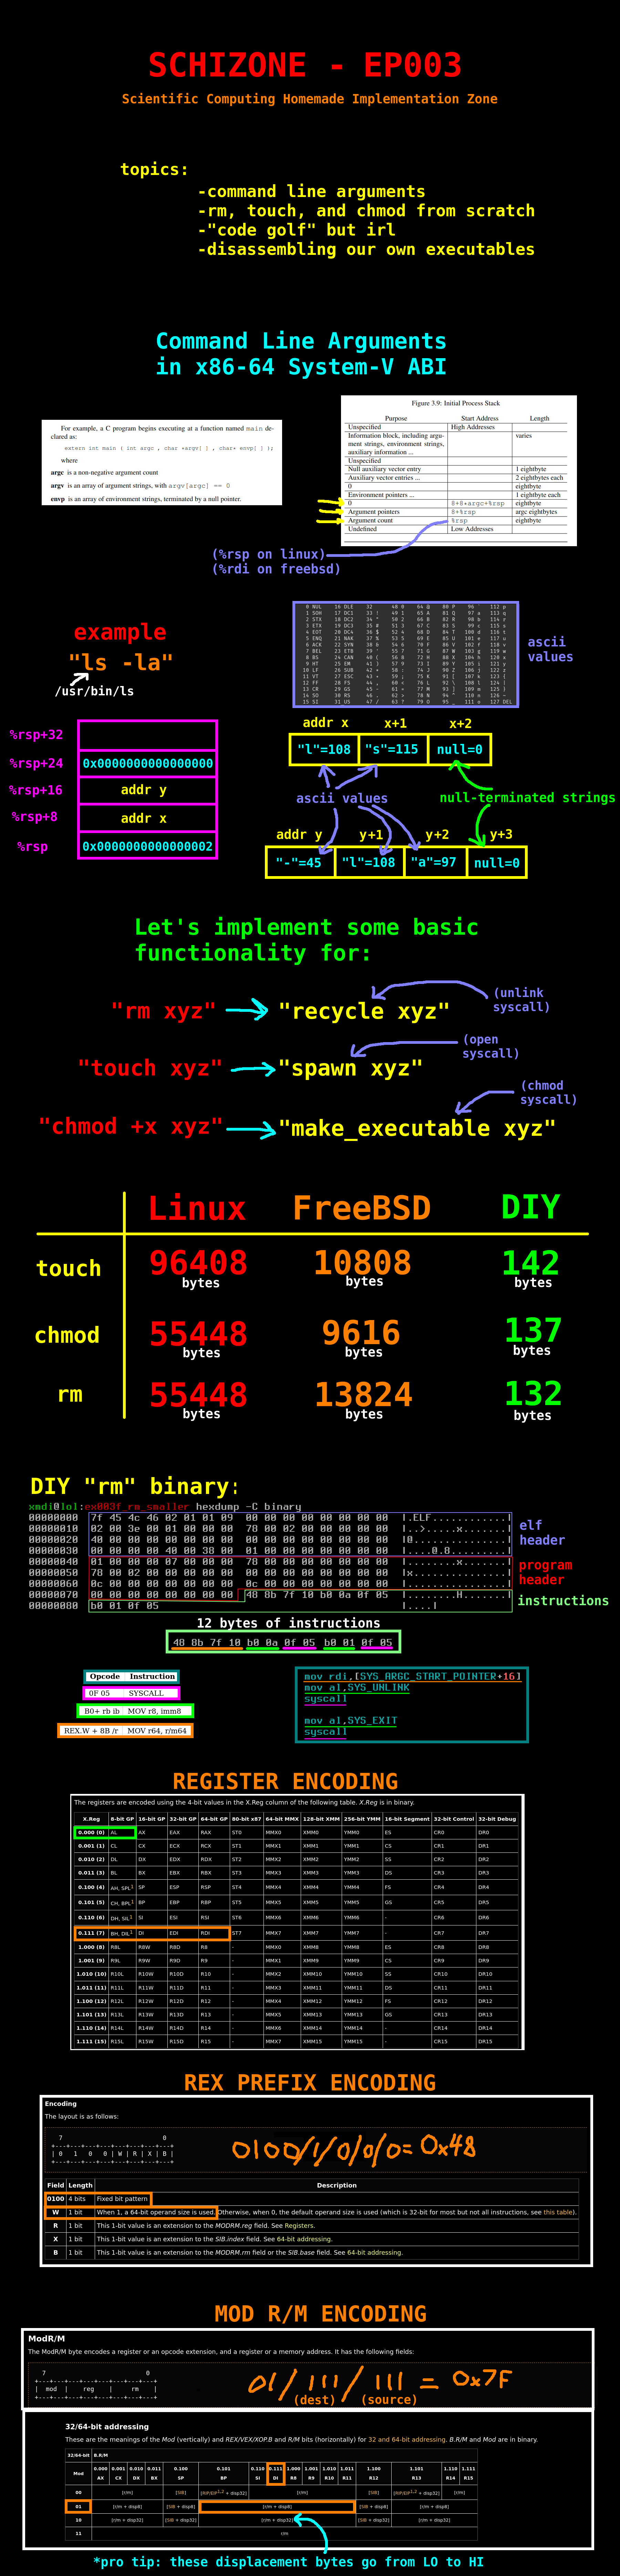 SCHIZONE - EP003
Scientific Computing Homemade Implementation Zone
topics:
-command line arguments
-rm, touch, and chmod from scratch
-"code golf" but irl
-disassembling our own executables
Command Line Arguments
in x86-64 System-V ABI
For example, a C program begins executing at a function named main de-
clared as:
extern int main ( int argc , char *argv[ ] , char* envp[ ] );
where
argc is a non-negative argument count
argv is an array of argument strings, with argv[argc] == 0
envp is an array of environment strings, terminated by a null pointer.
Figure 3.9: Initial Process Stack
Purpose Start Address Length
Unspecified High Addresses
Information block, including argu- varies
ment strings, environment strings,
auxiliary information ...
Unspecified
Null auxiliary vector entry 1 eightbyte
Auxiliary vector entries ... 2 eightbytes each
0 eightbyte
Environment pointers ... 1 eightbyte each
0 8+8*argc+%rsp eightbyte
Argument pointers 8+%rsp argc eightbytes
Argument count %rsp eightbyte
Undefined Low Addresses
(%rsp on linux)
(%rdi on freebsd)
example
"ls -la"
/usr/bin/ls
ascii
values
%rsp+32
%rsp+24 0x0000000000000000
%rsp+16 addr y
%rsp+8 addr x
%rsp 0x0000000000000002
addr x x+1 x+2
"l"=108 "s"=115 null=0
ascii values
null-terminated strings
addr y y+1 y+2 y+3
"-"=45 "l"=108 "a"=97 null=0
Let's implement some basic
functionality for:
"rm xyz" "recycle xyz" (unlink
syscall)
"touch xyz" "spawn xyz" (open
syscall)
"chmod +x xyz" "make_executable xyz" (chmod
syscall)
Linux FreeBSD DIY
touch 96408 bytes 10808 bytes 142 bytes
chmod 55448 bytes 9616 bytes 137 bytes
rm 55448 bytes 13824 bytes 132 bytes
DIY "rm" binary:
xmdi@lol:ex003f_rm_smaller hexdump -C binary
00000000 7f 45 4c 46 02 01 01 09 00 00 00 00 00 00 00 00 |.ELF............|
00000010 02 00 3e 00 01 00 00 00 78 00 02 00 00 00 00 00 |..>.....x.......|
00000020 40 00 00 00 00 00 00 00 00 00 00 00 00 00 00 00 |@...............|
00000030 00 00 00 00 40 00 38 00 01 00 00 00 00 00 00 00 |....@.8.........|
00000040 01 00 00 00 07 00 00 00 78 00 00 00 00 00 00 00 |........x.......|
00000050 78 00 02 00 00 00 00 00 00 00 00 00 00 00 00 00 |x...............|
00000060 0c 00 00 00 00 00 00 00 0c 00 00 00 00 00 00 00 |................|
00000070 00 00 00 00 00 00 00 00 48 8b 7f 10 b0 0a 0f 05 |........H.......|
00000080 b0 01 0f 05 |....|
elf
header
program
header
instructions
12 bytes of instructions
48 8b 7f 10 b0 0a 0f 05 b0 01 0f 05
Opcode Instruction
0F 05 SYSCALL
B0+ rb ib MOV r8, imm8
REX.W + 8B /r MOV r64, r/m64
mov rdi,[SYS_ARGC_START_POINTER+16]
mov al,SYS_UNLINK
syscall
mov al,SYS_EXIT
syscall
REGISTER ENCODING
The registers are encoded using the 4-bit values in the X.Reg column of the following table. X.Reg is in binary.
X.Reg 8-bit GP 16-bit GP 32-bit GP 64-bit GP 80-bit x87 64-bit MMX 128-bit XMM 256-bit YMM 16-bit Segment 32-bit Control 32-bit Debug
0.000 (0) AL AX EAX RAX ST0 MMX0 XMM0 YMM0 ES CR0 DR0
0.001 (1) CL CX ECX RCX ST1 MMX1 XMM1 YMM1 CS CR1 DR1
0.010 (2) DL DX EDX RDX ST2 MMX2 XMM2 YMM2 SS CR2 DR2
0.011 (3) BL BX EBX RBX ST3 MMX3 XMM3 YMM3 DS CR3 DR3
0.100 (4) AH, SPL1 SP ESP RSP ST4 MMX4 XMM4 YMM4 FS CR4 DR4
0.101 (5) CH, BPL1 BP EBP RBP ST5 MMX5 XMM5 YMM5 GS CR5 DR5
0.110 (6) DH, SIL1 SI ESI RSI ST6 MMX6 XMM6 YMM6 - CR6 DR6
0.111 (7) BH, DIL1 DI EDI RDI ST7 MMX7 XMM7 YMM7 - CR7 DR7
1.000 (8) R8L R8W R8D R8 - MMX0 XMM8 YMM8 ES CR8 DR8
1.001 (9) R9L R9W R9D R9 - MMX1 XMM9 YMM9 CS CR9 DR9
1.010 (10) R10L R10W R10D R10 - MMX2 XMM10 YMM10 SS CR10 DR10
1.011 (11) R11L R11W R11D R11 - MMX3 XMM11 YMM11 DS CR11 DR11
1.100 (12) R12L R12W R12D R12 - MMX4 XMM12 YMM12 FS CR12 DR12
1.101 (13) R13L R13W R13D R13 - MMX5 XMM13 YMM13 GS CR13 DR13
1.110 (14) R14L R14W R14D R14 - MMX6 XMM14 YMM14 - CR14 DR14
1.111 (15) R15L R15W R15D R15 - MMX7 XMM15 YMM15 - CR15 DR15
REX PREFIX ENCODING
Encoding
The layout is as follows:
7 0
+---+---+---+---+---+---+---+---+
| 0 1 0 0 | W | R | X | B |
+---+---+---+---+---+---+---+---+
0100/1/0/0/0= 0x48
Field Length Description
0100 4 bits Fixed bit pattern
W 1 bit When 1, a 64-bit operand size is used. Otherwise, when 0, the default operand size is used (which is 32-bit for most but not all instructions, see this table).
R 1 bit This 1-bit value is an extension to the MODRM.reg field. See Registers.
X 1 bit This 1-bit value is an extension to the SIB.index field. See 64-bit addressing.
B 1 bit This 1-bit value is an extension to the MODRM.rm field or the SIB.base field. See 64-bit addressing.
MOD R/M ENCODING
ModR/M
The ModR/M byte encodes a register or an opcode extension, and a register or a memory address. It has the following fields:
7 0
+---+---+---+---+---+---+---+---+
| mod | reg | rm |
+---+---+---+---+---+---+---+---+
01/ 111/ 111 = 0x7F
(dest) (source)
32/64-bit addressing
These are the meanings of the Mod (vertically) and REX/VEX/XOP.B and R/M bits (horizontally) for 32 and 64-bit addressing. B.R/M and Mod are in binary.
32/64-bit B.R/M
Mod 0.000 AX 0.001 CX 0.010 DX 0.011 BX 0.100 SP 0.101 BP 0.110 SI 0.111 DI 1.000 R8 1.001 R9 1.010 R10 1.011 R11 1.100 R12 1.101 R13 1.110 R14 1.111 R15
00 [r/m] [SIB] [RIP/EIP1,2 + disp32] [r/m] [SIB] [RIP/EIP1,2 + disp32] [r/m]
01 [r/m + disp8] [SIB + disp8] [r/m + disp8] [SIB + disp8] [r/m + disp8]
10 [r/m + disp32] [SIB + disp32] [r/m + disp32] [SIB + disp32] [r/m + disp32]
11 r/m
*pro tip: these displacement bytes go from LO to HI